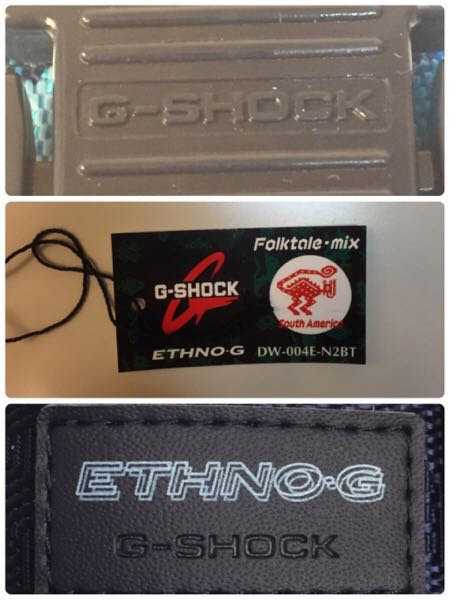 G-SHOCK
Folktale·mix
G-SHOCK
South America
ETHNO-G DW-004E-N2BT
ETHNO-G
G-SHOCK